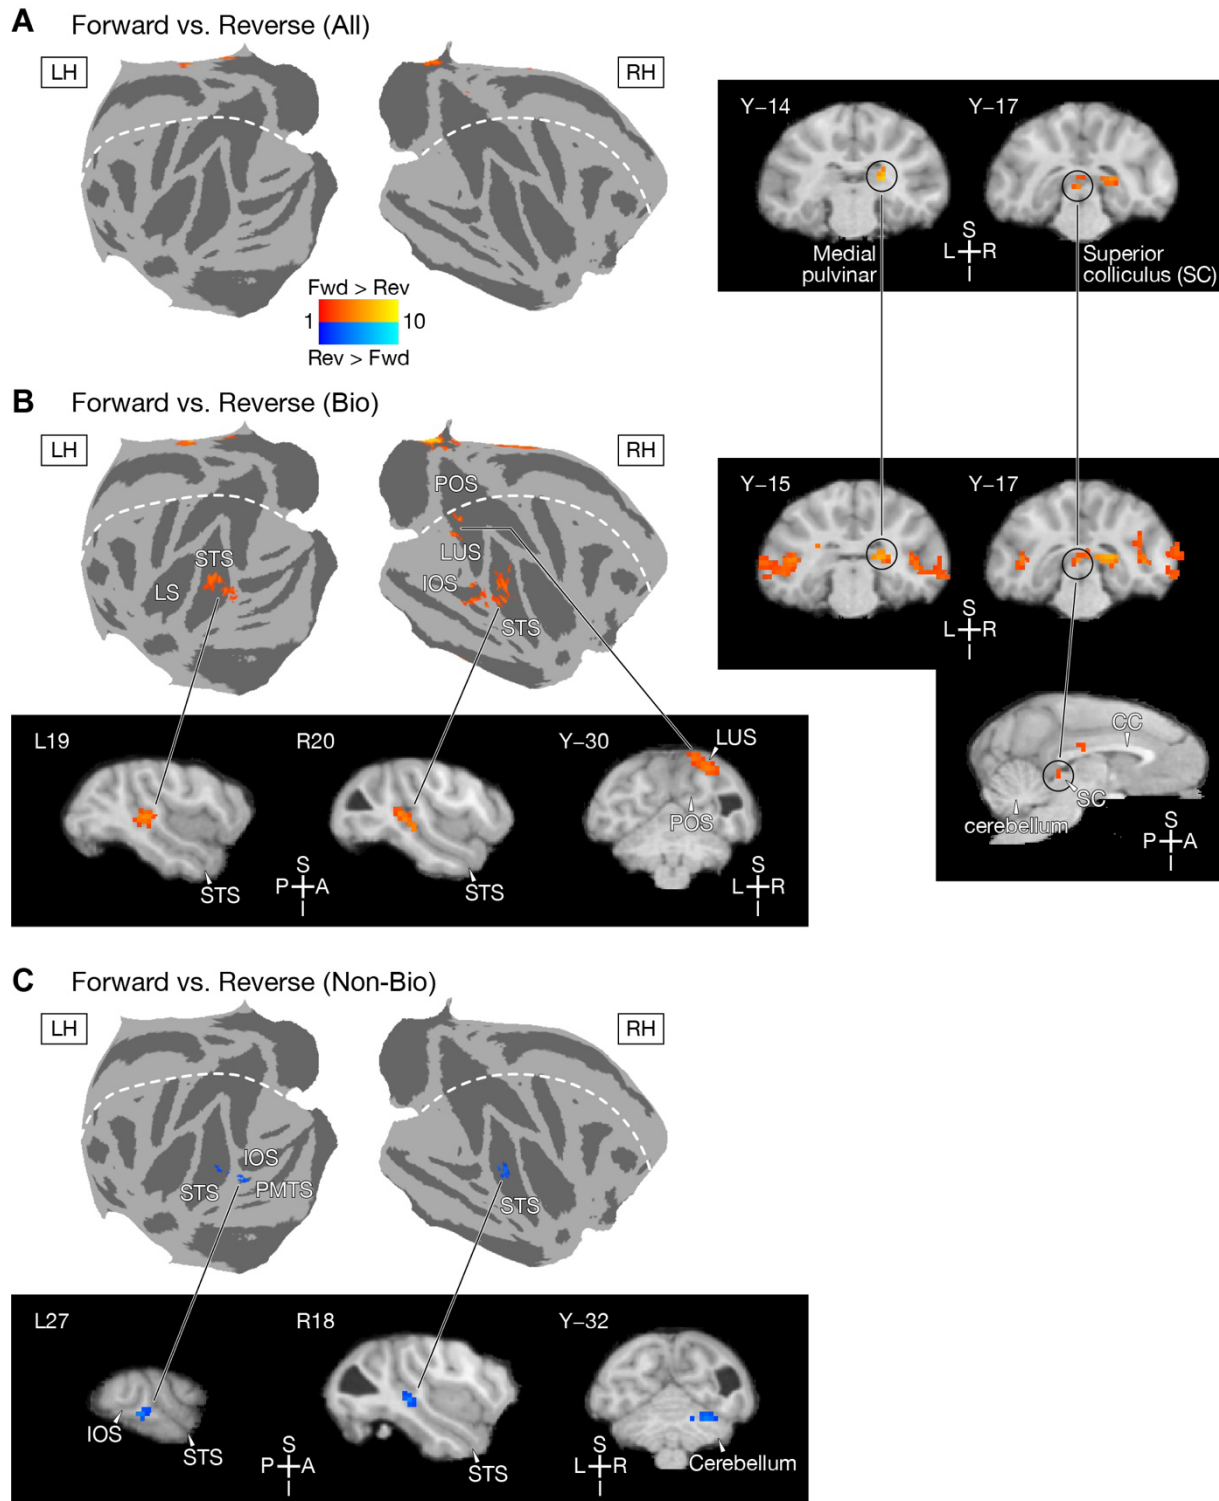 A Forward vs. Reverse (All)
LH
RH
Fwd > Rev
1 10
Rev > Fwd
Y−14
Y−17
Medial
pulvinar
S
L R
I
Superior
colliculus (SC)
B Forward vs. Reverse (Bio)
LH
RH
STS
LS
POS
LUS
IOS
STS
Y−15
Y−17
S
L R
I
CC
SC
cerebellum
S
P A
I
L19
STS
S
P A
I
R20
STS
Y−30
LUS
POS
S
L R
I
C Forward vs. Reverse (Non-Bio)
LH
RH
IOS
STS
PMTS
STS
L27
IOS
STS
S
P A
I
R18
STS
Y−32
S
L R
I
Cerebellum